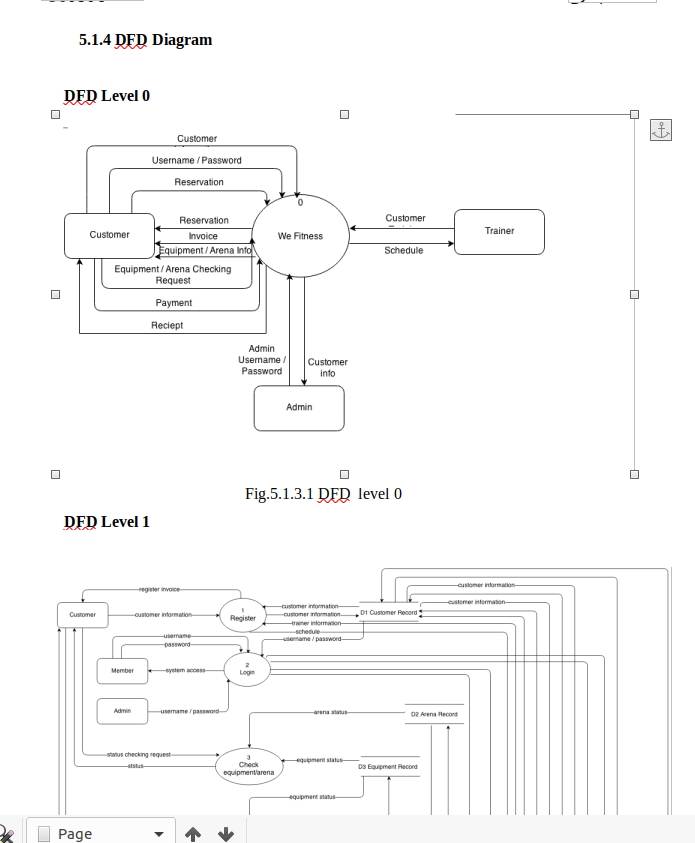 5.1.4 DFD Diagram
DFD Level 0
Customer
Username / Password
Reservation
0
We Fitness
Customer
Reservation
Invoice
Equipment / Arena Info
Equipment / Arena Checking
Request
Payment
Reciept
Customer
Schedule
Trainer
Admin
Username /
Password
Customer
info
Admin
Fig.5.1.3.1 DFD level 0
DFD Level 1
register invoice
Customer
customer information
1
Register
customer information
customer information
trainer information
schedule
username / password
D1 Customer Record
customer information
customer information
username
password
Member
system access
2
Login
Admin
username / password
arena status
D2 Arena Record
status checking request
status
3
Check
equipment/arena
equipment status
D3 Equipment Record
equipment status
Page